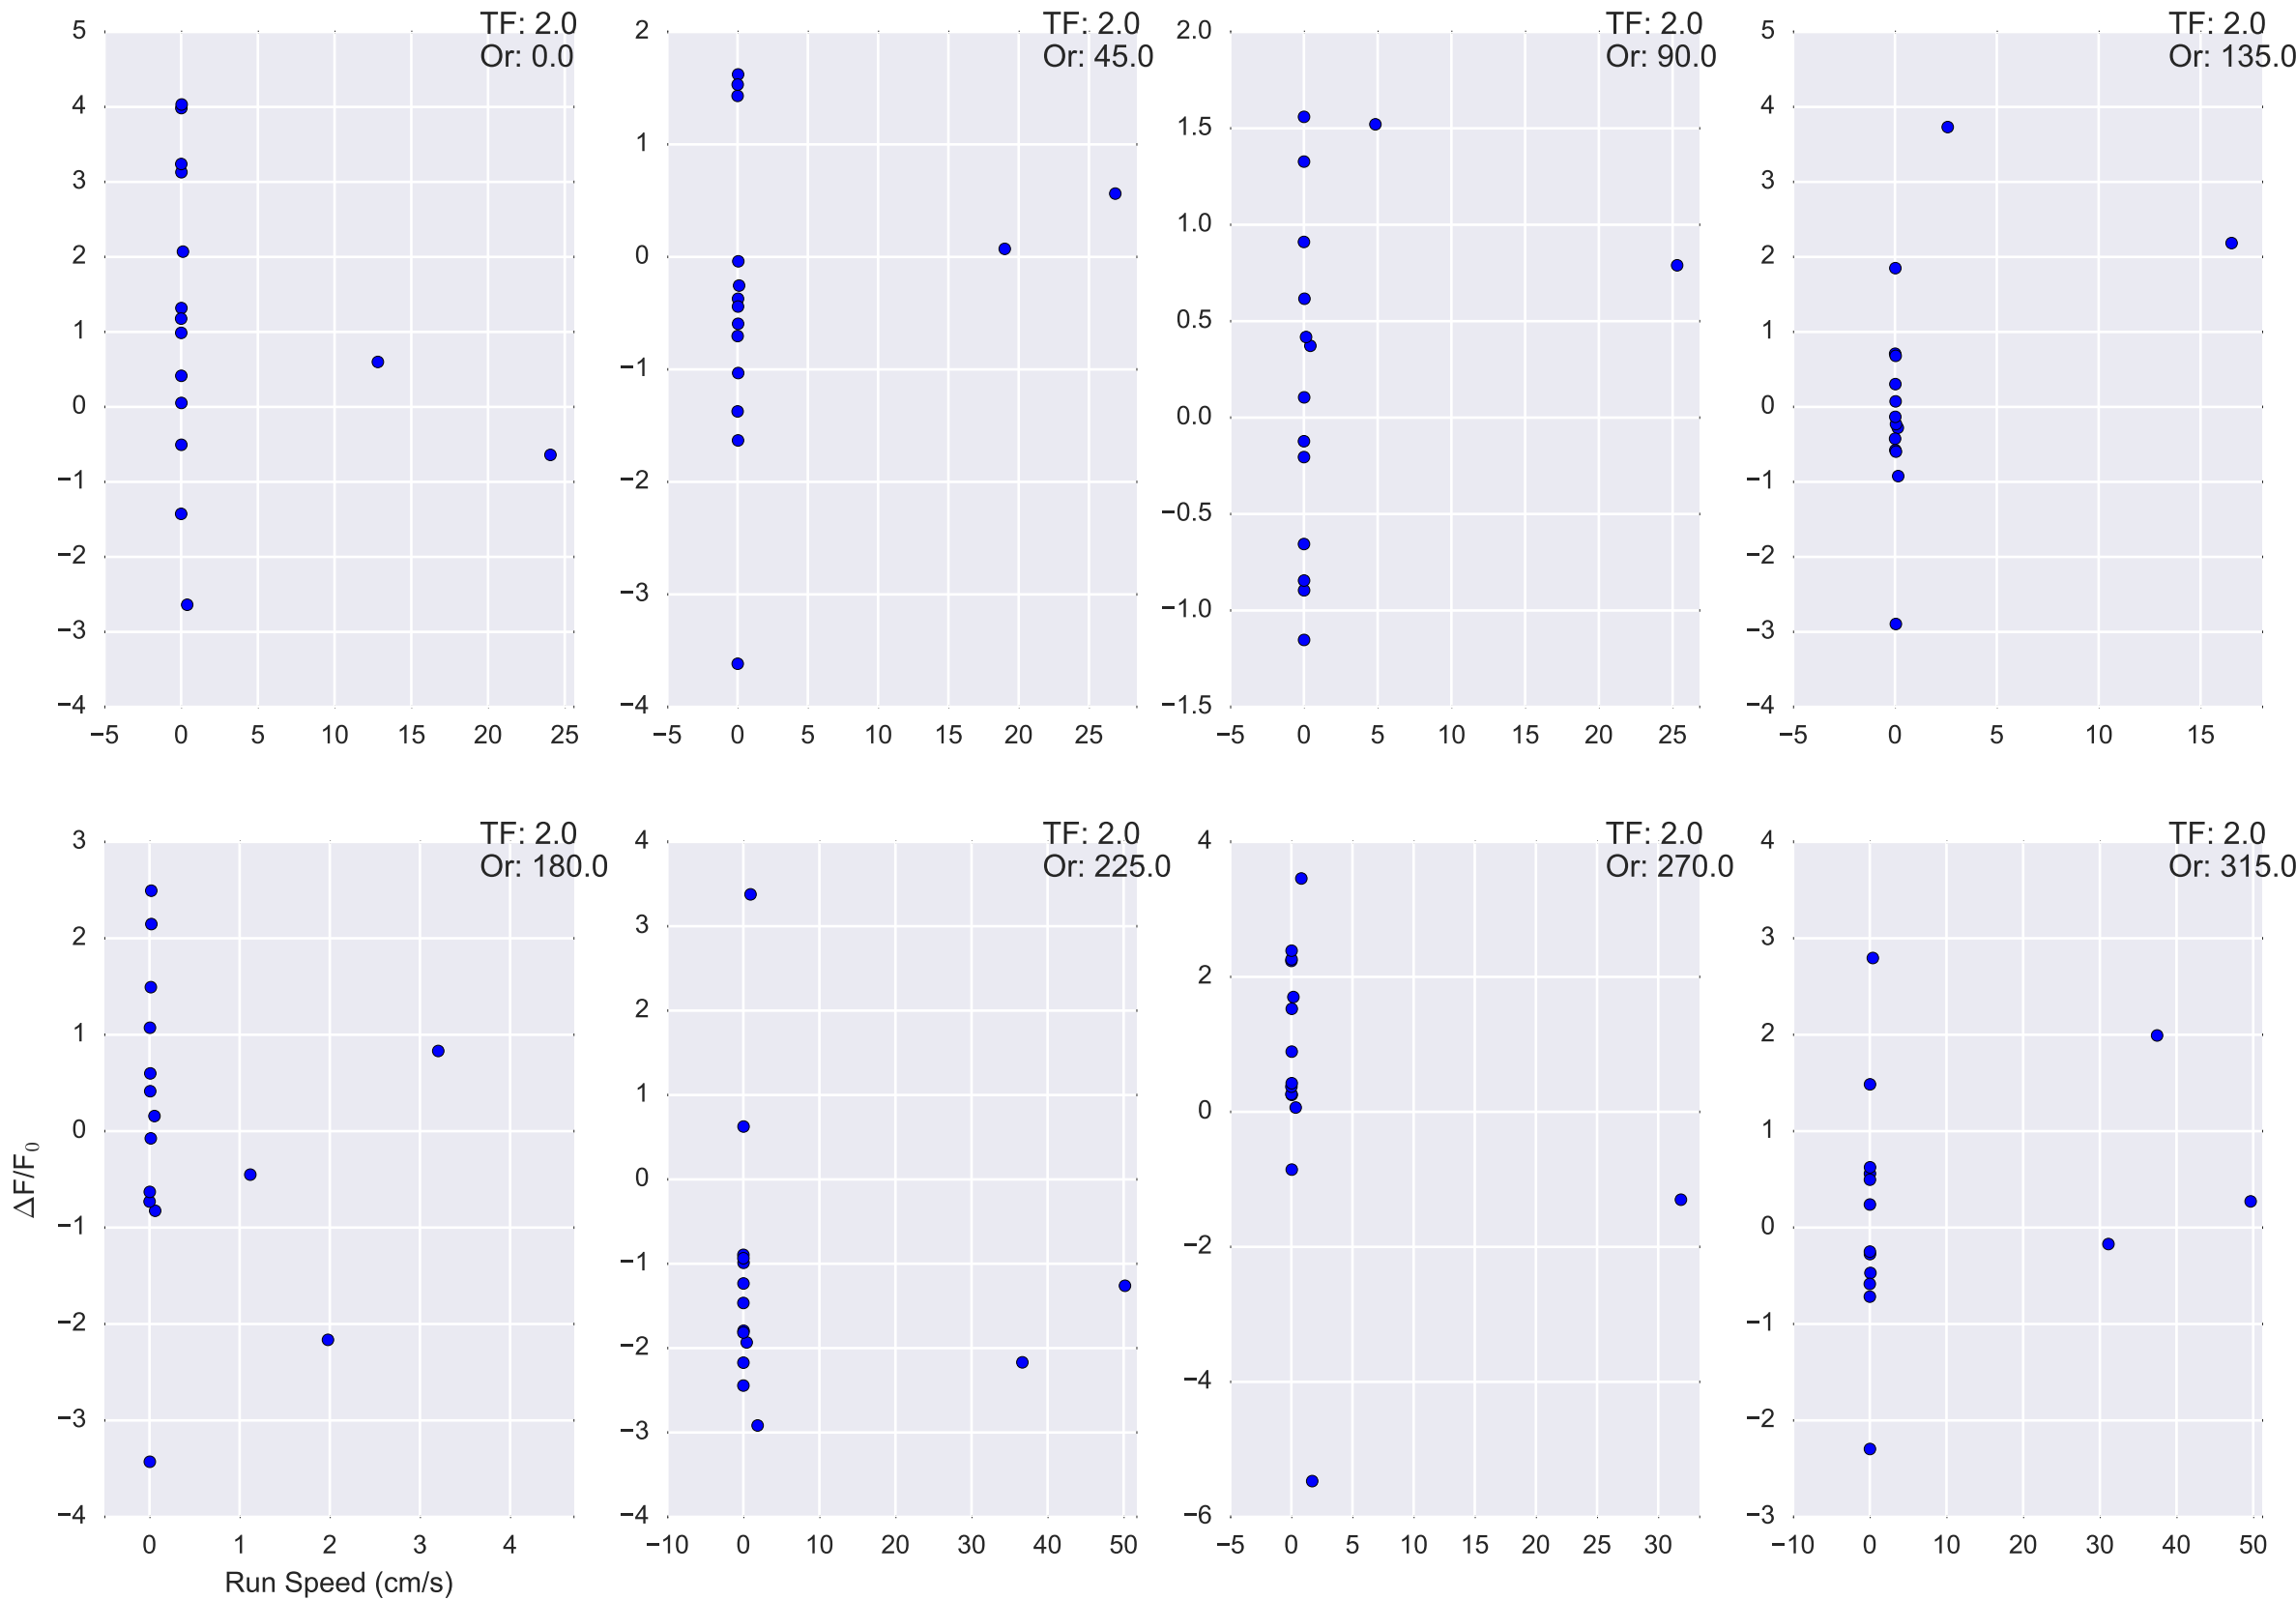 TF: 2.0
Or: 0.0
5
4
3
2
1
0
−1
−2
−3
−4
−5 0 5 10 15 20 25
TF: 2.0
Or: 45.0
2
1
0
−1
−2
−3
−4
−5 0 5 10 15 20 25
TF: 2.0
Or: 90.0
2.0
1.5
1.0
0.5
0.0
−0.5
−1.0
−1.5
−5 0 5 10 15 20 25
TF: 2.0
Or: 135.0
5
4
3
2
1
0
−1
−2
−3
−4
−5 0 5 10 15
TF: 2.0
Or: 180.0
3
2
1
0
−1
−2
−3
−4
0 1 2 3 4
ΔF/F₀
Run Speed (cm/s)
TF: 2.0
Or: 225.0
4
3
2
1
0
−1
−2
−3
−4
−10 0 10 20 30 40 50
TF: 2.0
Or: 270.0
4
2
0
−2
−4
−6
−5 0 5 10 15 20 25 30
TF: 2.0
Or: 315.0
4
3
2
1
0
−1
−2
−3
−10 0 10 20 30 40 50